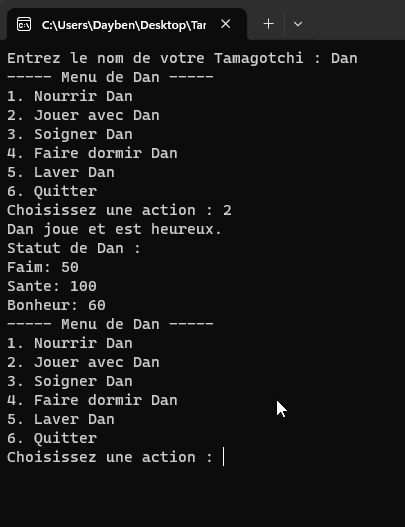 C:\Users\Dayben\Desktop\Tar
Entrez le nom de votre Tamagotchi : Dan
----- Menu de Dan -----
1. Nourrir Dan
2. Jouer avec Dan
3. Soigner Dan
4. Faire dormir Dan
5. Laver Dan
6. Quitter
Choisissez une action : 2
Dan joue et est heureux.
Statut de Dan :
Faim: 50
Sante: 100
Bonheur: 60
----- Menu de Dan -----
1. Nourrir Dan
2. Jouer avec Dan
3. Soigner Dan
4. Faire dormir Dan
5. Laver Dan
6. Quitter
Choisissez une action :